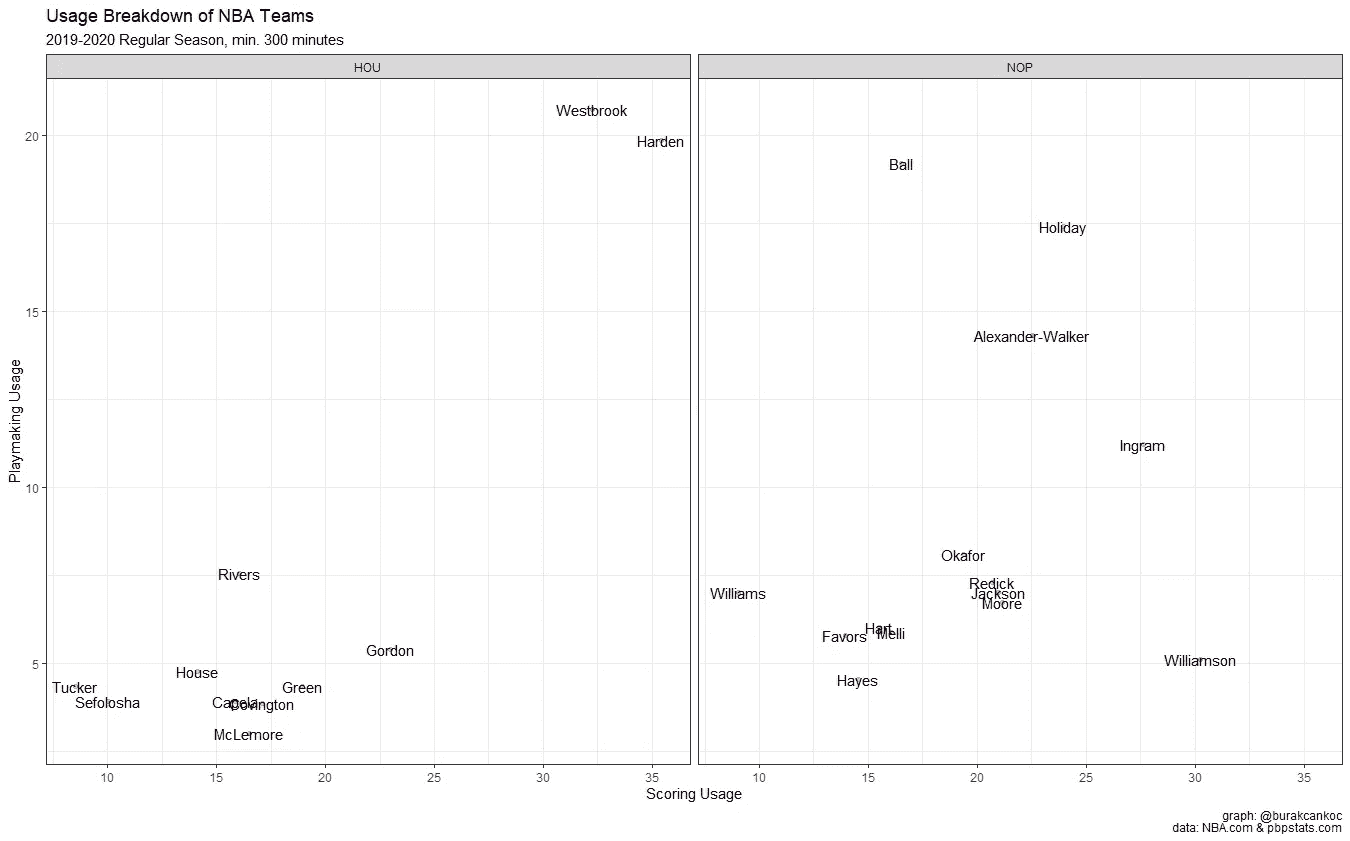 Usage Breakdown of NBA Teams
2019-2020 Regular Season, min. 300 minutes
HOU
NOP
Westbrook
Harden
Rivers
Gordon
House
Tucker
Green
Sefolosha
Capela
Covington
McLemore
Ball
Holiday
Alexander-Walker
Ingram
Okafor
Redick
Williams
Jackson
Moore
Hart
Melli
Favors
Williamson
Hayes
20
15
10
5
Playmaking Usage
10
15
20
25
30
35
10
15
20
25
30
35
Scoring Usage
graph: @burakcankoc
data: NBA.com & pbpstats.com